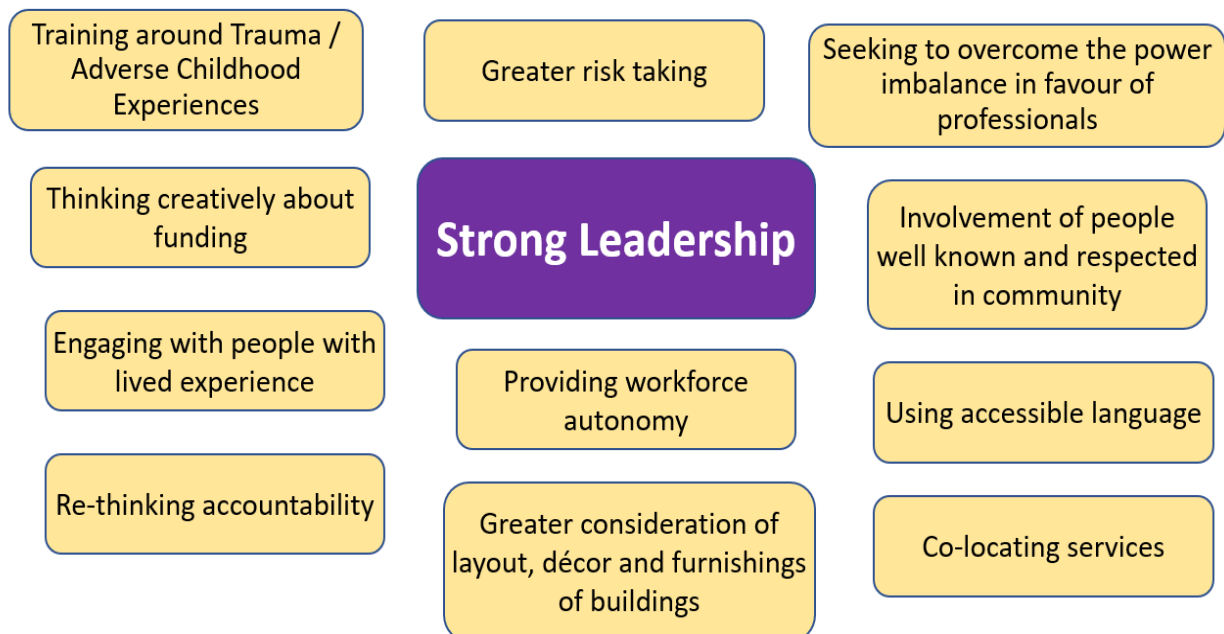 Training around Trauma /
Adverse Childhood
Experiences
Greater risk taking
Seeking to overcome the power
imbalance in favour of
professionals
Thinking creatively about
funding
Strong Leadership
Involvement of people
well known and respected
in community
Engaging with people with
lived experience
Providing workforce
autonomy
Using accessible language
Re-thinking accountability
Greater consideration of
layout, décor and furnishings
of buildings
Co-locating services